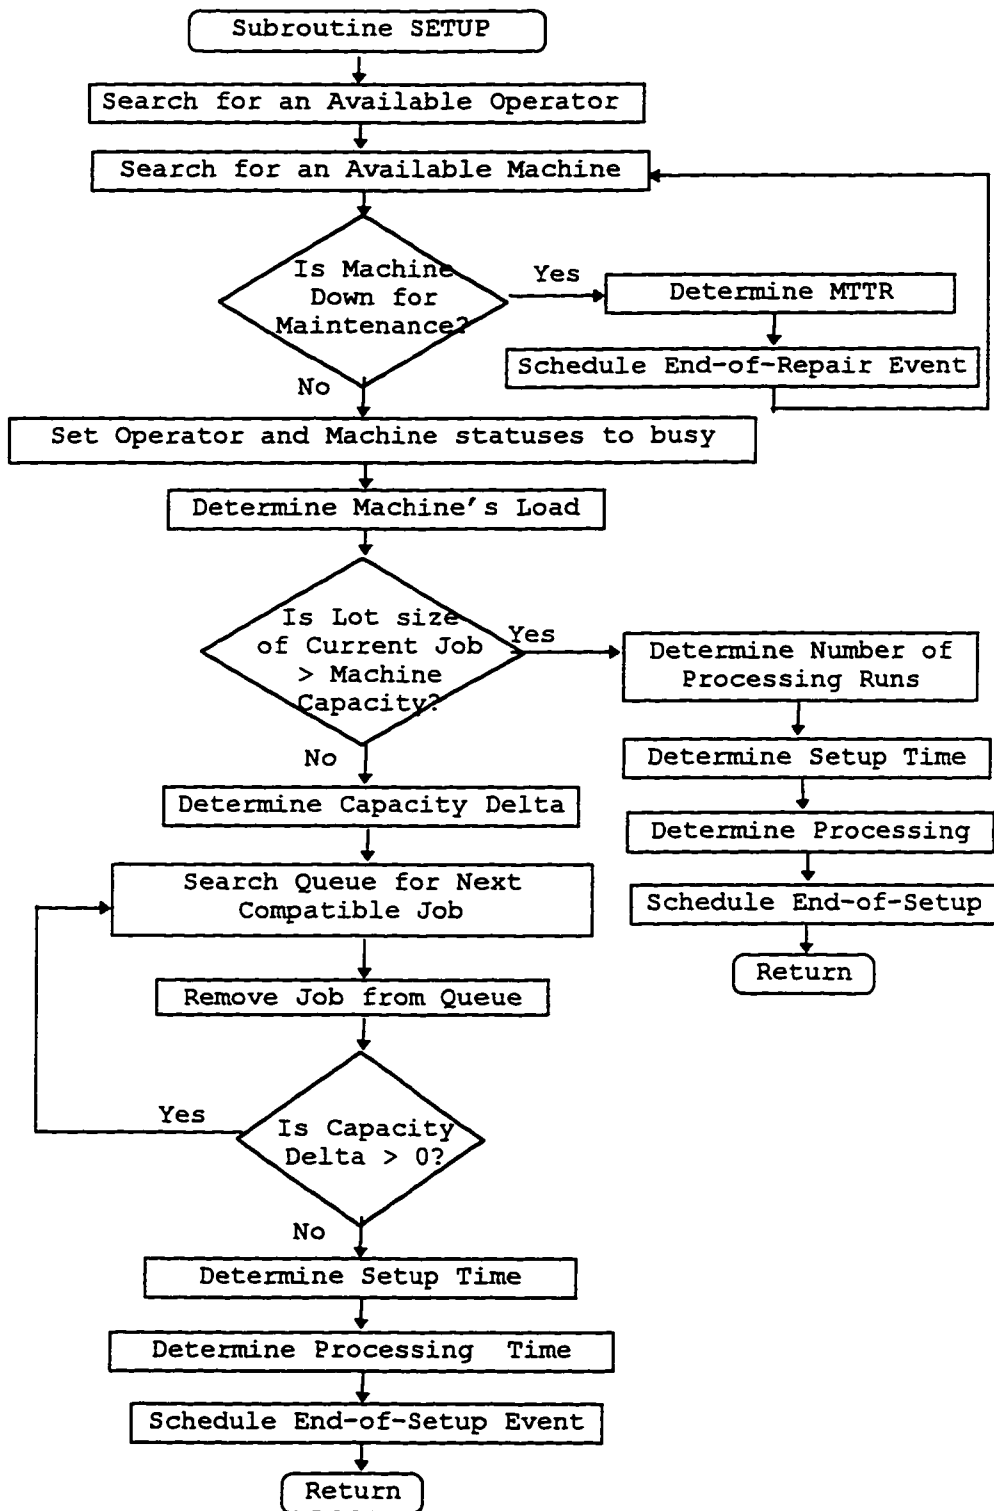 Subroutine SETUP
Search for an Available Operator
Search for an Available Machine
Is Machine
Down for
Maintenance?
Yes
Determine MTTR
Schedule End-of-Repair Event
No
Set Operator and Machine statuses to busy
Determine Machine's Load
Is Lot size
of Current Job
> Machine
Capacity?
Yes
Determine Number of
Processing Runs
Determine Setup Time
Determine Processing
Schedule End-of-Setup
Return
No
Determine Capacity Delta
Search Queue for Next
Compatible Job
Remove Job from Queue
Is Capacity
Delta > 0?
Yes
No
Determine Setup Time
Determine Processing Time
Schedule End-of-Setup Event
Return